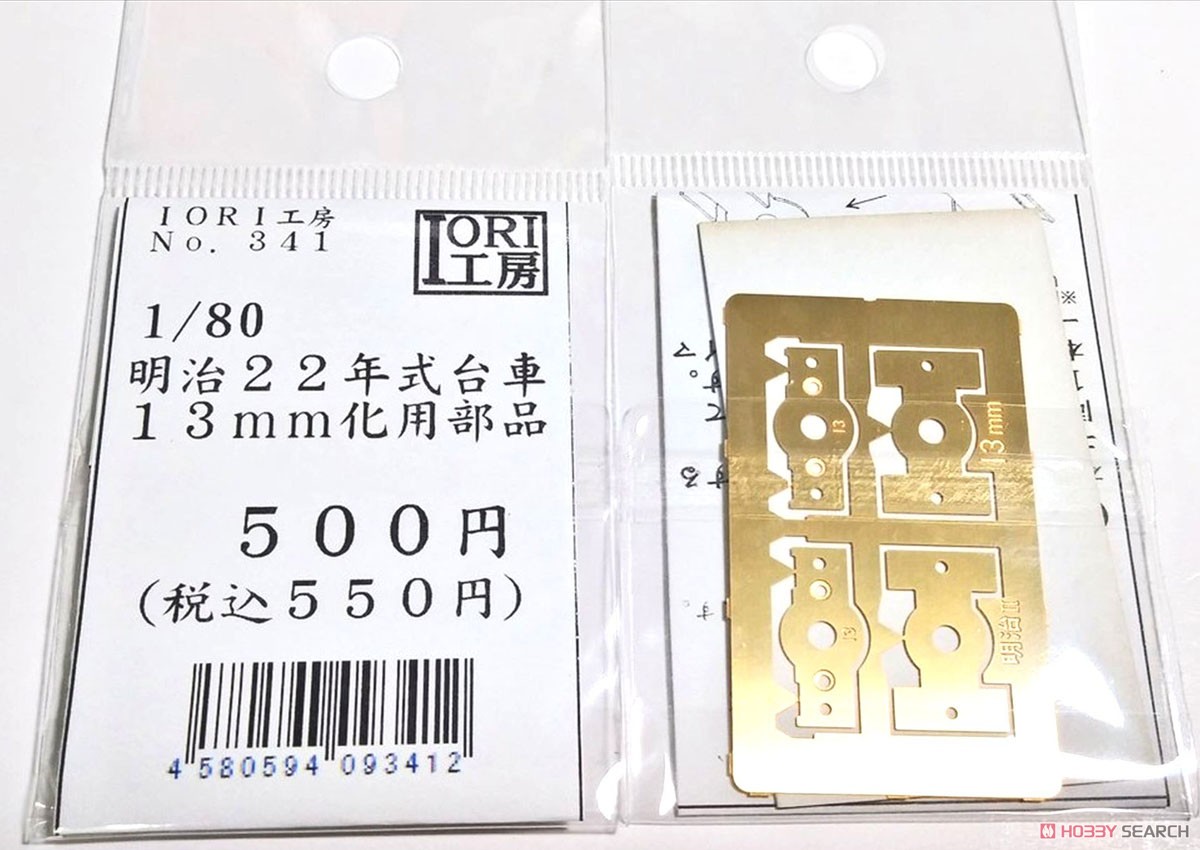 IORI工房
No. 341
IORI
工房
1/80
明治22年式台車
13mm化用部品
500円
(税込550円)
4 580594 093412
13
13mm
13
明治II
HOBBY SEARCH